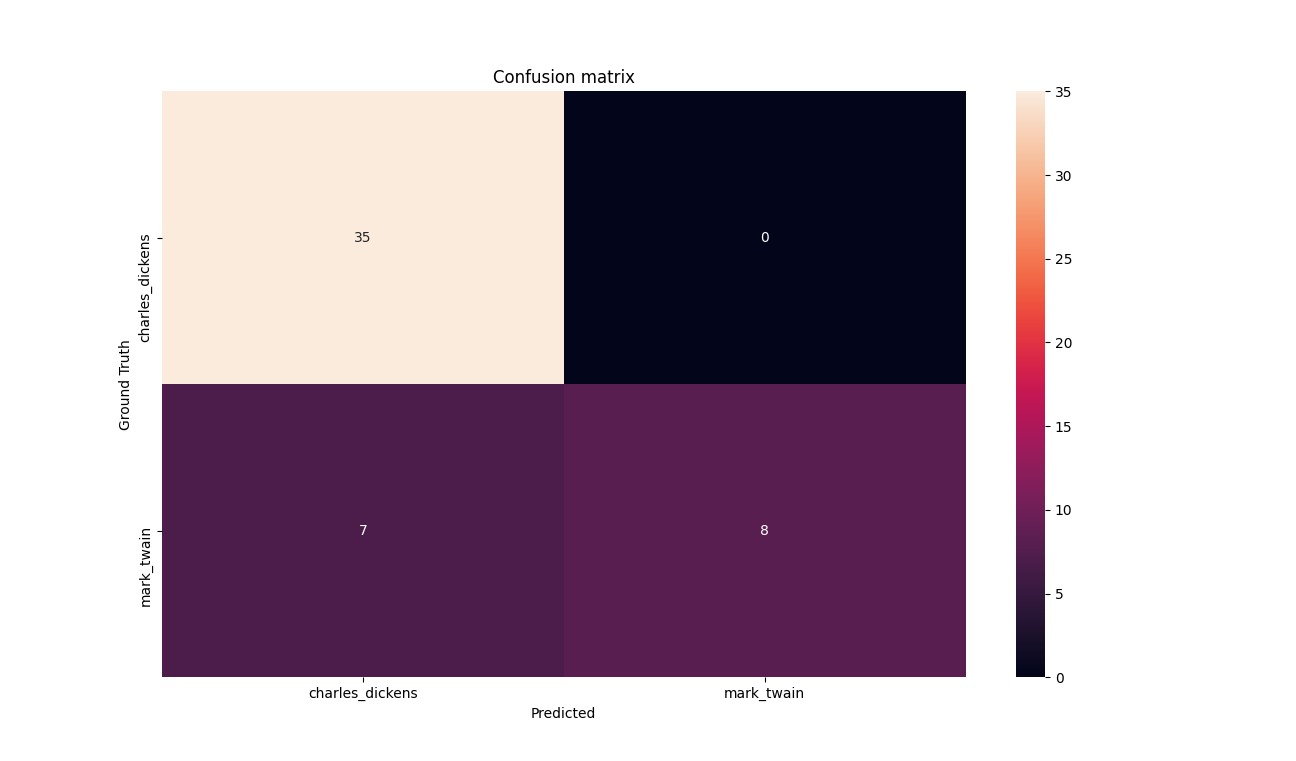 Confusion matrix
Ground Truth
charles_dickens
mark_twain
35
0
7
8
charles_dickens
mark_twain
Predicted
35
30
25
20
15
10
5
0